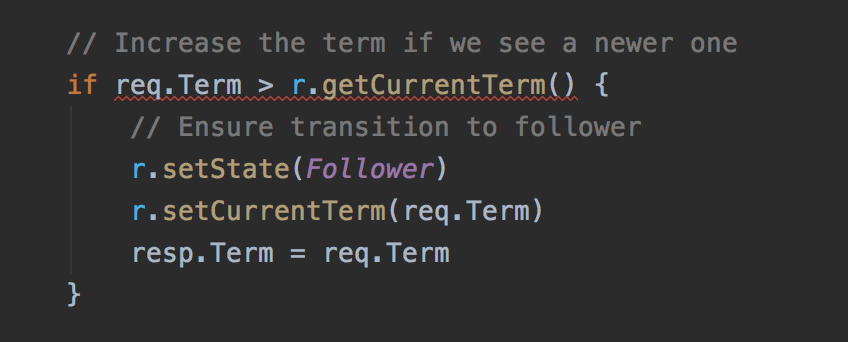 // Increase the term if we see a newer one
if req.Term > r.getCurrentTerm() {
// Ensure transition to follower
r.setState(Follower)
r.setCurrentTerm(req.Term)
resp.Term = req.Term
}